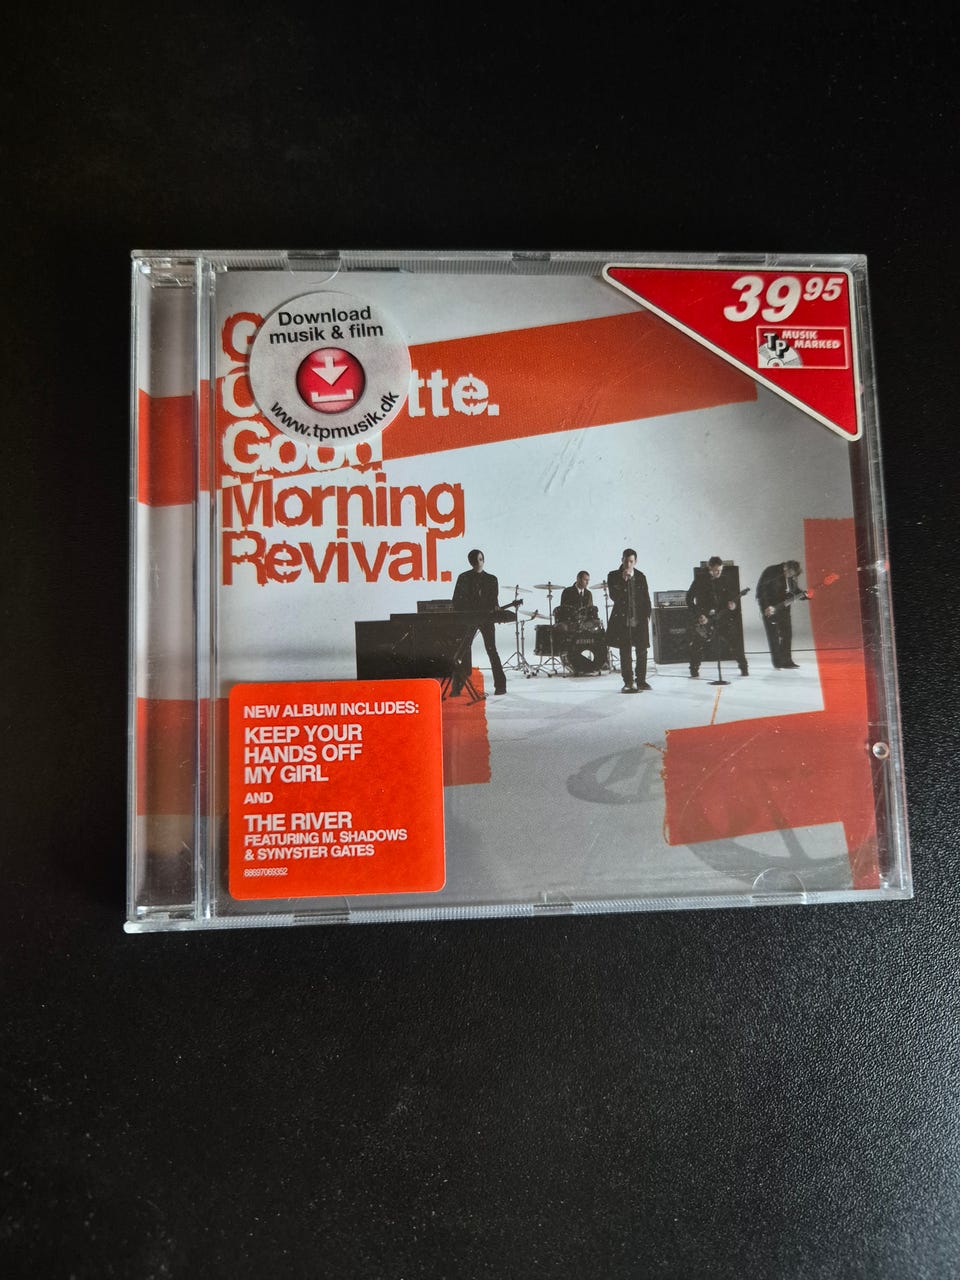 Download
musik & film
www.tpmusik.dk
39 95
TP MUSIK
MARKED
G
C tte.
Good
Morning
Revival.
NEW ALBUM INCLUDES:
KEEP YOUR
HANDS OFF
MY GIRL
AND
THE RIVER
FEATURING M. SHADOWS
& SYNYSTER GATES
88697069352